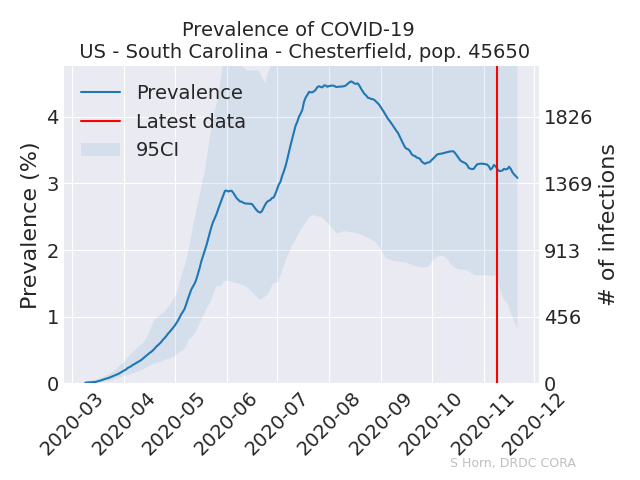 Prevalence of COVID-19
US - South Carolina - Chesterfield, pop. 45650
Prevalence
Latest data
95CI
Prevalence (%)
4
3
2
1
0
1826
1369
913
456
0
# of infections
2020-03
2020-04
2020-05
2020-06
2020-07
2020-08
2020-09
2020-10
2020-11
2020-12
S Horn, DRDC CORA